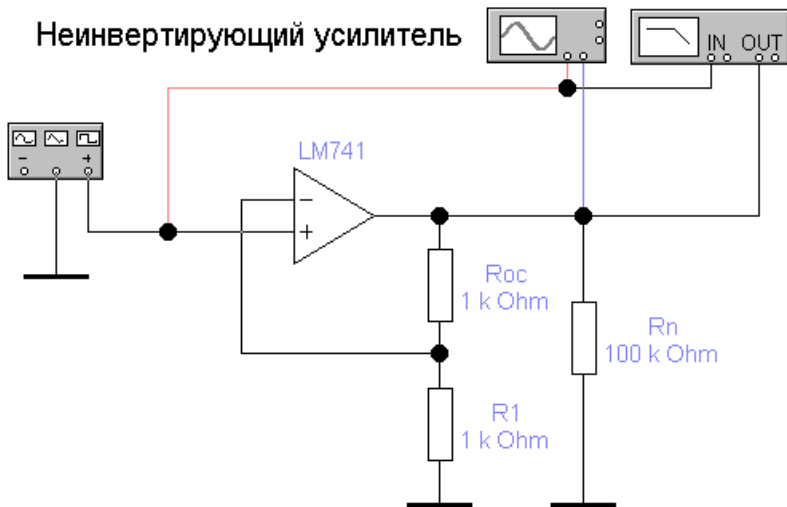 Неинвертирующий усилитель
IN OUT
− +
LM741
−
+
Roc
1 k Ohm
Rn
100 k Ohm
R1
1 k Ohm